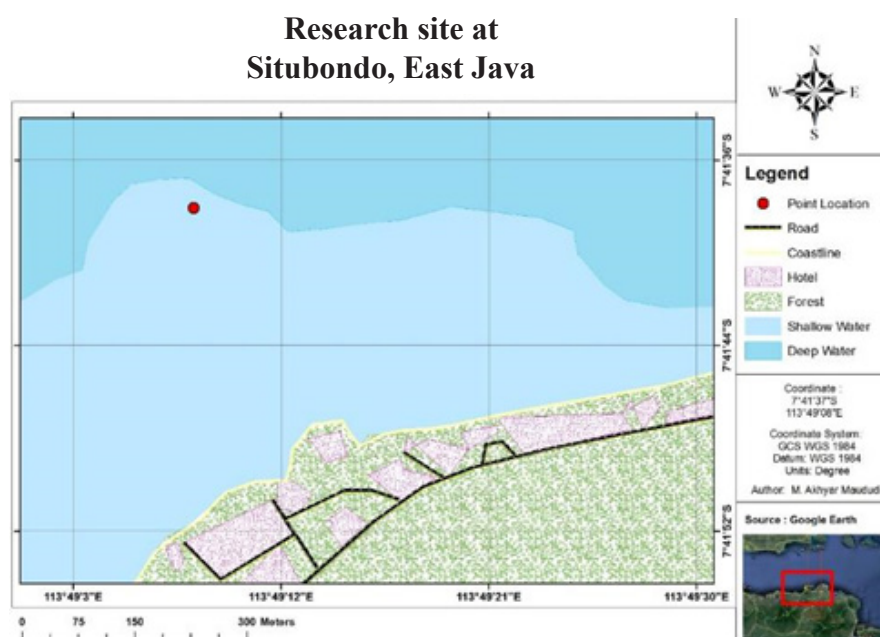 Research site at
Situbondo, East Java
N
W
E
S
7°41'36"S
7°41'44"S
7°41'52"S
113°49'3"E
113°49'12"E
113°49'21"E
113°49'30"E
0
75
150
300 Meters
Legend
Point Location
Road
Coastline
Hotel
Forest
Shallow Water
Deep Water
Coordinate :
7°41'37"S
113°49'08"E
Coordinate System:
GCS WGS 1984
Datum: WGS 1984
Units: Degree
Author: M. Akhyar Maududi
Source : Google Earth